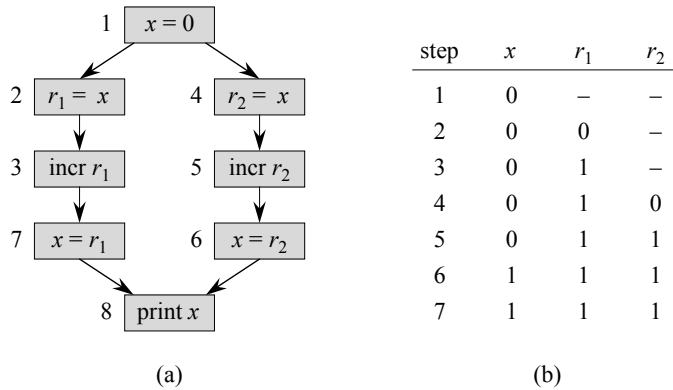 1 x = 0
2 r₁ = x 4 r₂ = x
3 incr r₁ 5 incr r₂
7 x = r₁ 6 x = r₂
8 print x
(a)
step x r₁ r₂
1 0 – –
2 0 0 –
3 0 1 –
4 0 1 0
5 0 1 1
6 1 1 1
7 1 1 1
(b)